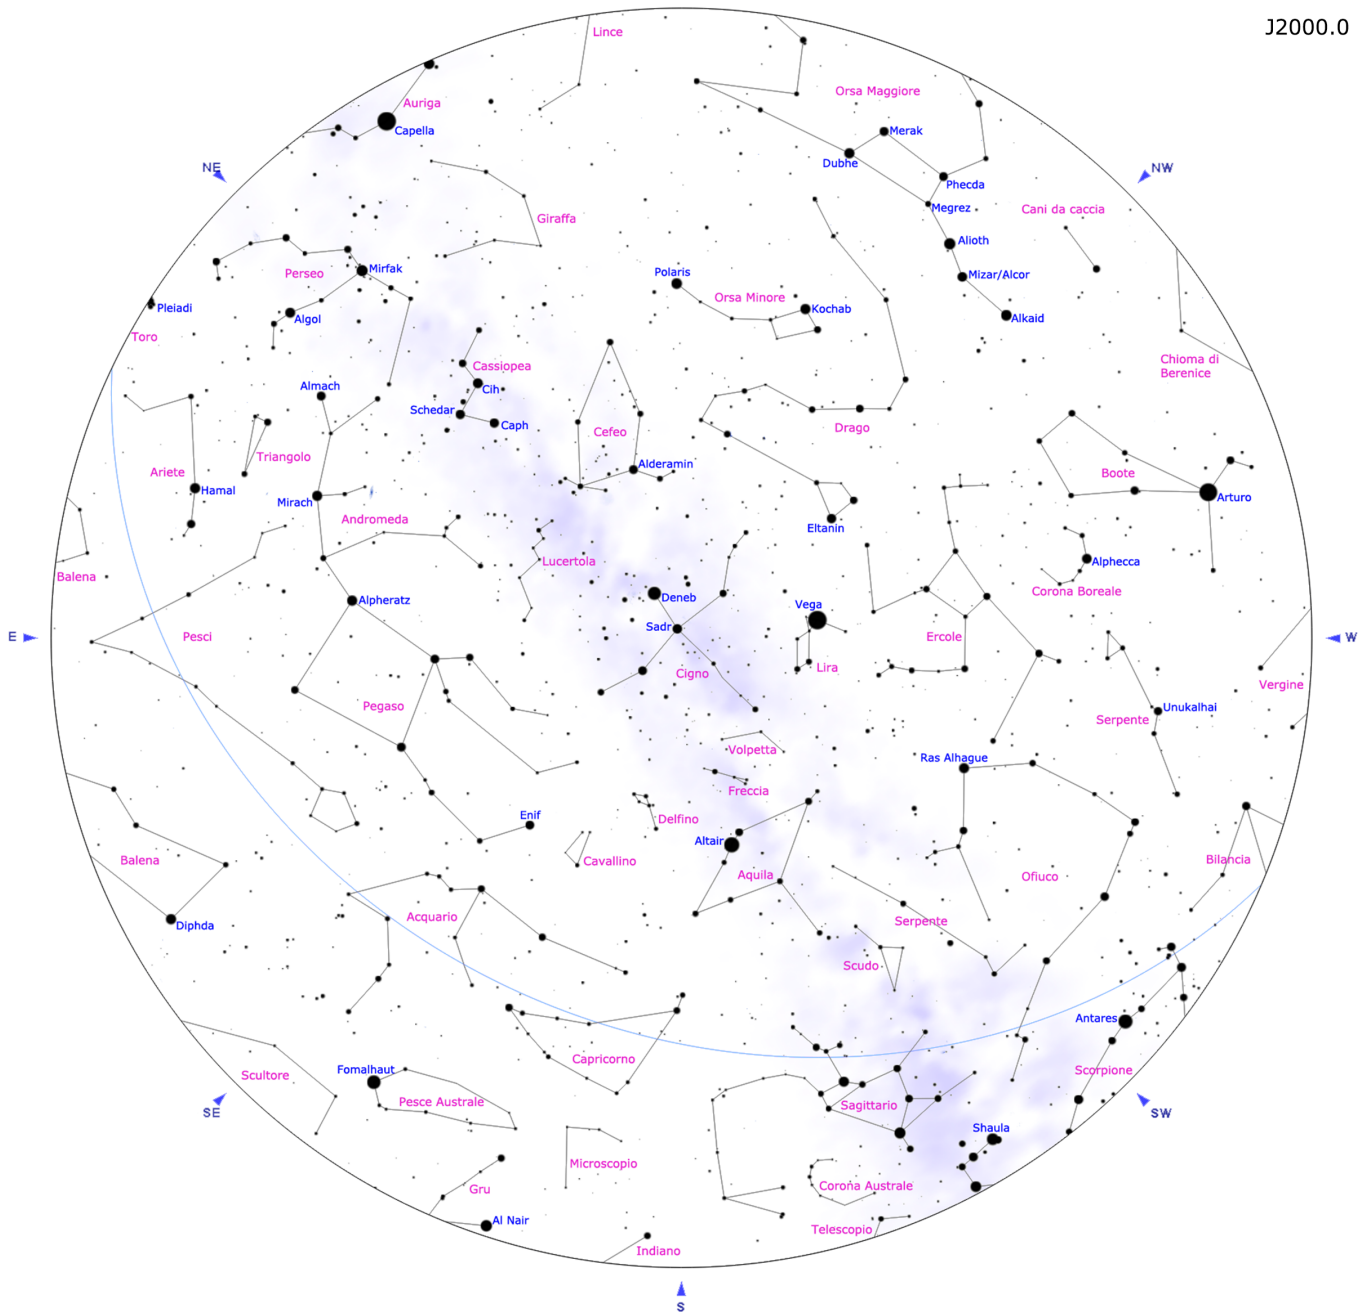 J2000.0
Lince
Orsa Maggiore
Auriga
Capella
Merak
Dubhe
NE
NW
Phecda
Megrez
Cani da caccia
Giraffa
Alioth
Perseo
Mirfak
Polaris
Mizar/Alcor
Orsa Minore
Pleiadi
Kochab
Algol
Alkaid
Toro
Chioma di
Berenice
Cassiopea
Almach
Cih
Schedar
Caph
Cefeo
Drago
Triangolo
Ariete
Alderamin
Boote
Hamal
Arturo
Mirach
Andromeda
Eltanin
Lucertola
Alphecca
Balena
Corona Boreale
Alpheratz
Deneb
Vega
Sadr
E
Pesci
Ercole
W
Lira
Cigno
Vergine
Pegaso
Unukalhai
Serpente
Volpetta
Ras Alhague
Freccia
Enif
Delfino
Altair
Balena
Cavallino
Bilancia
Aquila
Ofiuco
Acquario
Serpente
Diphda
Scudo
Antares
Capricorno
Fomalhaut
Scorpione
Scultore
Pesce Australe
Sagittario
SE
SW
Shaula
Microscopio
Gru
Corona Australe
Al Nair
Telescopio
Indiano
S